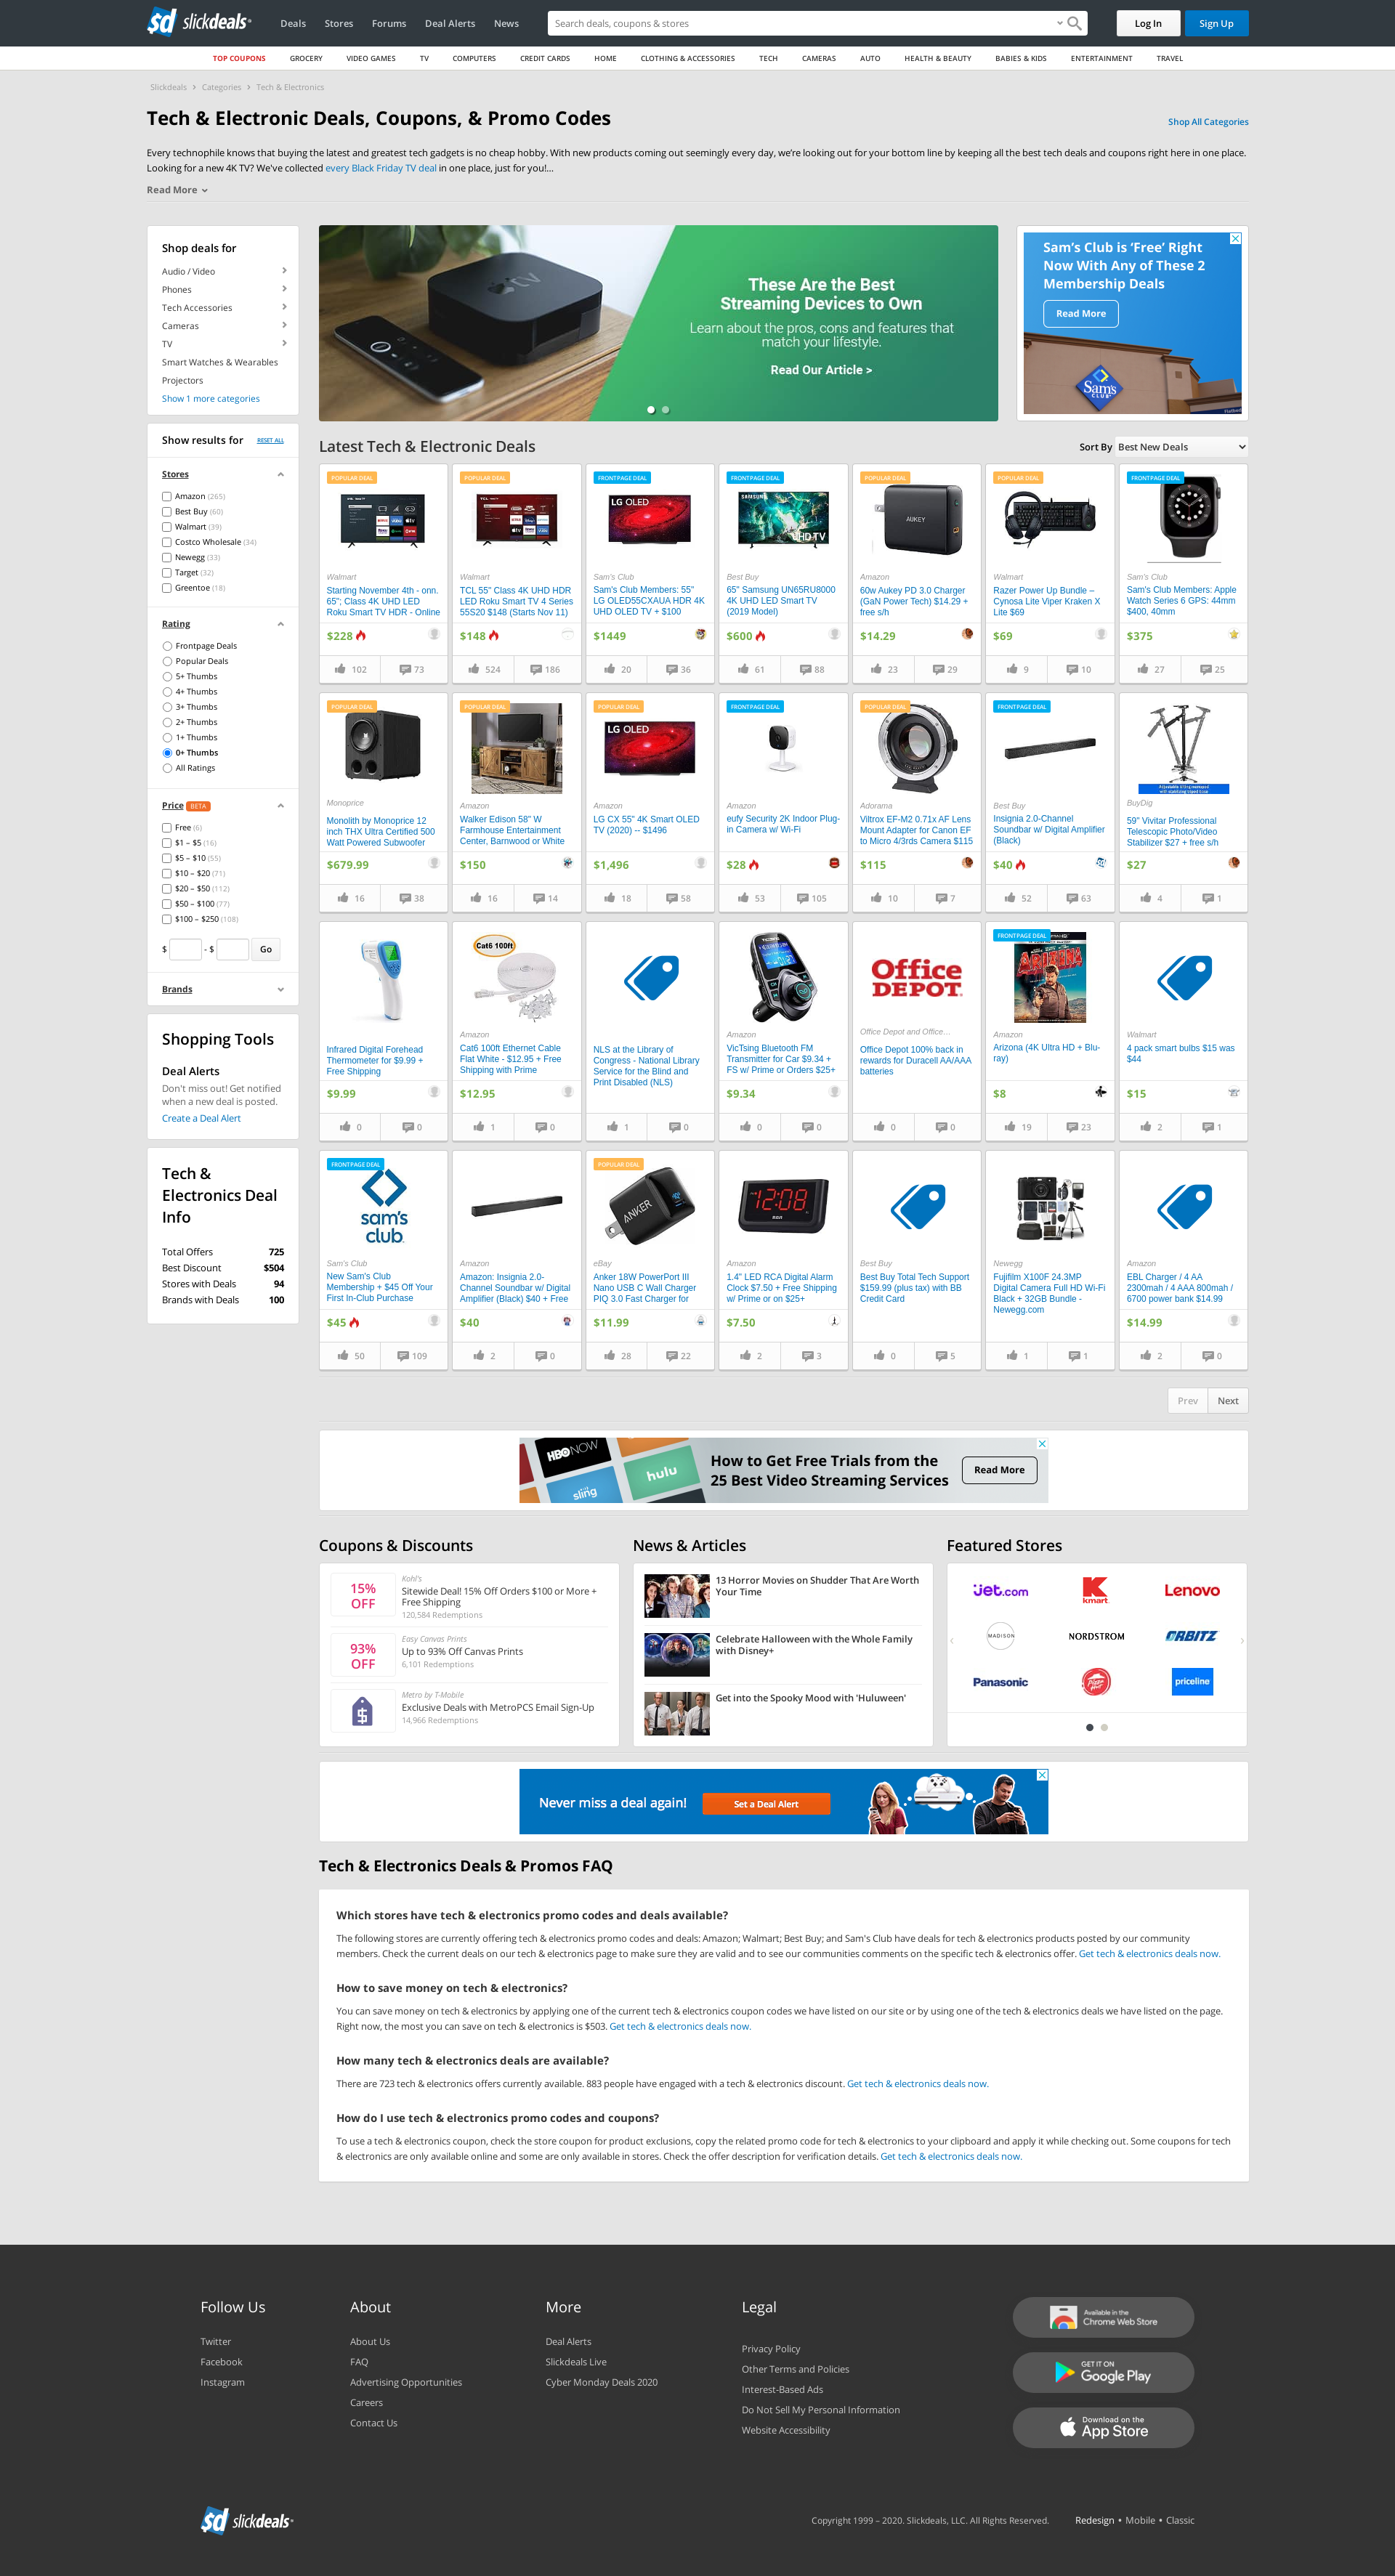 sd slickdeals
Deals Stores Forums Deal Alerts News
Search deals, coupons & stores
Log In
Sign Up
TOP COUPONS GROCERY VIDEO GAMES TV COMPUTERS CREDIT CARDS HOME CLOTHING & ACCESSORIES TECH CAMERAS AUTO HEALTH & BEAUTY BABIES & KIDS ENTERTAINMENT TRAVEL
Slickdeals › Categories › Tech & Electronics
Tech & Electronic Deals, Coupons, & Promo Codes
Shop All Categories
Every technophile knows that buying the latest and greatest tech gadgets is no cheap hobby. With new products coming out seemingly every day, we're looking out for your bottom line by keeping all the best tech deals and coupons right here in one place.
Looking for a new 4K TV? We've collected every Black Friday TV deal in one place, just for you!...
Read More
Shop deals for
Audio / Video
Phones
Tech Accessories
Cameras
TV
Smart Watches & Wearables
Projectors
Show 1 more categories
Show results for RESET ALL
Stores
Amazon (265)
Best Buy (60)
Walmart (39)
Costco Wholesale (34)
Newegg (33)
Target (32)
Greentoe (18)
Rating
Frontpage Deals
Popular Deals
5+ Thumbs
4+ Thumbs
3+ Thumbs
2+ Thumbs
1+ Thumbs
0+ Thumbs
All Ratings
Price BETA
Free (6)
$1 – $5 (16)
$5 – $10 (55)
$10 – $20 (71)
$20 – $50 (112)
$50 – $100 (77)
$100 – $250 (108)
$ - $ Go
Brands
Shopping Tools
Deal Alerts
Don't miss out! Get notified
when a new deal is posted.
Create a Deal Alert
Tech &
Electronics Deal
Info
Total Offers 725
Best Discount $504
Stores with Deals 94
Brands with Deals 100
tv
These Are the Best
Streaming Devices to Own
Learn about the pros, cons and features that
match your lifestyle.
Read Our Article >
Sam's Club is 'Free' Right
Now With Any of These 2
Membership Deals
Read More
Sam's
CLUB
Latest Tech & Electronic Deals
Sort By Best New Deals
POPULAR DEAL
Walmart
Starting November 4th - onn.
65"; Class 4K UHD LED
Roku Smart TV HDR - Online
$228
102 73
POPULAR DEAL
TCL Roku TV
Walmart
TCL 55" Class 4K UHD HDR
LED Roku Smart TV 4 Series
55S20 $148 (Starts Nov 11)
$148
524 186
FRONTPAGE DEAL
LG OLED
Sam's Club
Sam's Club Members: 55"
LG OLED55CXAUA HDR 4K
UHD OLED TV + $100
$1449
20 36
FRONTPAGE DEAL
SAMSUNG
UHD TV
Best Buy
65" Samsung UN65RU8000
4K UHD LED Smart TV
(2019 Model)
$600
61 88
POPULAR DEAL
AUKEY
Amazon
60w Aukey PD 3.0 Charger
(GaN Power Tech) $14.29 +
free s/h
$14.29
23 29
POPULAR DEAL
Walmart
Razer Power Up Bundle –
Cynosa Lite Viper Kraken X
Lite $69
$69
9 10
FRONTPAGE DEAL
Sam's Club
Sam's Club Members: Apple
Watch Series 6 GPS: 44mm
$400, 40mm
$375
27 25
POPULAR DEAL
Monoprice
Monolith by Monoprice 12
inch THX Ultra Certified 500
Watt Powered Subwoofer
$679.99
16 38
POPULAR DEAL
Amazon
Walker Edison 58" W
Farmhouse Entertainment
Center, Barnwood or White
$150
16 14
POPULAR DEAL
LG OLED
Amazon
LG CX 55" 4K Smart OLED
TV (2020) -- $1496
$1,496
18 58
FRONTPAGE DEAL
Amazon
eufy Security 2K Indoor Plug-
in Camera w/ Wi-Fi
$28
53 105
POPULAR DEAL
Adorama
Viltrox EF-M2 0.71x AF Lens
Mount Adapter for Canon EF
to Micro 4/3rds Camera $115
$115
10 7
FRONTPAGE DEAL
Best Buy
Insignia 2.0-Channel
Soundbar w/ Digital Amplifier
(Black)
$40
52 63
BuyDig
59" Vivitar Professional
Telescopic Photo/Video
Stabilizer $27 + free s/h
$27
4 1
Infrared Digital Forehead
Thermometer for $9.99 +
Free Shipping
$9.99
0 0
Cat6 100ft
Amazon
Cat6 100ft Ethernet Cable
Flat White - $12.95 + Free
Shipping with Prime
$12.95
1 0
NLS at the Library of
Congress - National Library
Service for the Blind and
Print Disabled (NLS)
1 0
Amazon
VicTsing Bluetooth FM
Transmitter for Car $9.34 +
FS w/ Prime or Orders $25+
$9.34
0 0
Office
DEPOT
Office Depot and Office...
Office Depot 100% back in
rewards for Duracell AA/AAA
batteries
0 0
FRONTPAGE DEAL
ARIZONA
Amazon
Arizona (4K Ultra HD + Blu-
ray)
$8
19 23
Walmart
4 pack smart bulbs $15 was
$44
$15
2 1
FRONTPAGE DEAL
sam's
club
Sam's Club
New Sam's Club
Membership + $45 Off Your
First In-Club Purchase
$45
50 109
Amazon
Amazon: Insignia 2.0-
Channel Soundbar w/ Digital
Amplifier (Black) $40 + Free
$40
2 0
POPULAR DEAL
ANKER
eBay
Anker 18W PowerPort III
Nano USB C Wall Charger
PIQ 3.0 Fast Charger for
$11.99
28 22
12:08
RCA
Amazon
1.4" LED RCA Digital Alarm
Clock $7.50 + Free Shipping
w/ Prime or on $25+
$7.50
2 3
Best Buy
Best Buy Total Tech Support
$159.99 (plus tax) with BB
Credit Card
0 5
Newegg
Fujifilm X100F 24.3MP
Digital Camera Full HD Wi-Fi
Black + 32GB Bundle -
Newegg.com
1 1
Amazon
EBL Charger / 4 AA
2300mah / 4 AAA 800mah /
6700 power bank $14.99
$14.99
2 0
Prev Next
HBO NOW
hulu
sling
How to Get Free Trials from the
25 Best Video Streaming Services
Read More
Coupons & Discounts
15%
OFF
Kohl's
Sitewide Deal! 15% Off Orders $100 or More +
Free Shipping
120,584 Redemptions
93%
OFF
Easy Canvas Prints
Up to 93% Off Canvas Prints
6,101 Redemptions
Metro by T-Mobile
Exclusive Deals with MetroPCS Email Sign-Up
14,966 Redemptions
News & Articles
13 Horror Movies on Shudder That Are Worth
Your Time
Celebrate Halloween with the Whole Family
with Disney+
Get into the Spooky Mood with 'Huluween'
Featured Stores
jet.com
K
kmart
Lenovo
MADISON
NORDSTROM
ORBITZ
Panasonic
Pizza Hut
priceline
Never miss a deal again!
Set a Deal Alert
Tech & Electronics Deals & Promos FAQ
Which stores have tech & electronics promo codes and deals available?
The following stores are currently offering tech & electronics promo codes and deals: Amazon; Walmart; Best Buy; and Sam's Club have deals for tech & electronics products posted by our community
members. Check the current deals on our tech & electronics page to make sure they are valid and to see our communities comments on the specific tech & electronics offer. Get tech & electronics deals now.
How to save money on tech & electronics?
You can save money on tech & electronics by applying one of the current tech & electronics coupon codes we have listed on our site or by using one of the tech & electronics deals we have listed on the page.
Right now, the most you can save on tech & electronics is $503. Get tech & electronics deals now.
How many tech & electronics deals are available?
There are 723 tech & electronics offers currently available. 883 people have engaged with a tech & electronics discount. Get tech & electronics deals now.
How do I use tech & electronics promo codes and coupons?
To use a tech & electronics coupon, check the store coupon for product exclusions, copy the related promo code for tech & electronics to your clipboard and apply it while checking out. Some coupons for tech
& electronics are only available online and some are only available in stores. Check the offer description for verification details. Get tech & electronics deals now.
Follow Us
Twitter
Facebook
Instagram
About
About Us
FAQ
Advertising Opportunities
Careers
Contact Us
More
Deal Alerts
Slickdeals Live
Cyber Monday Deals 2020
Legal
Privacy Policy
Other Terms and Policies
Interest-Based Ads
Do Not Sell My Personal Information
Website Accessibility
Available in the
Chrome Web Store
GET IT ON
Google Play
Download on the
App Store
sd slickdeals
Copyright 1999 – 2020. Slickdeals, LLC. All Rights Reserved.
Redesign • Mobile • Classic